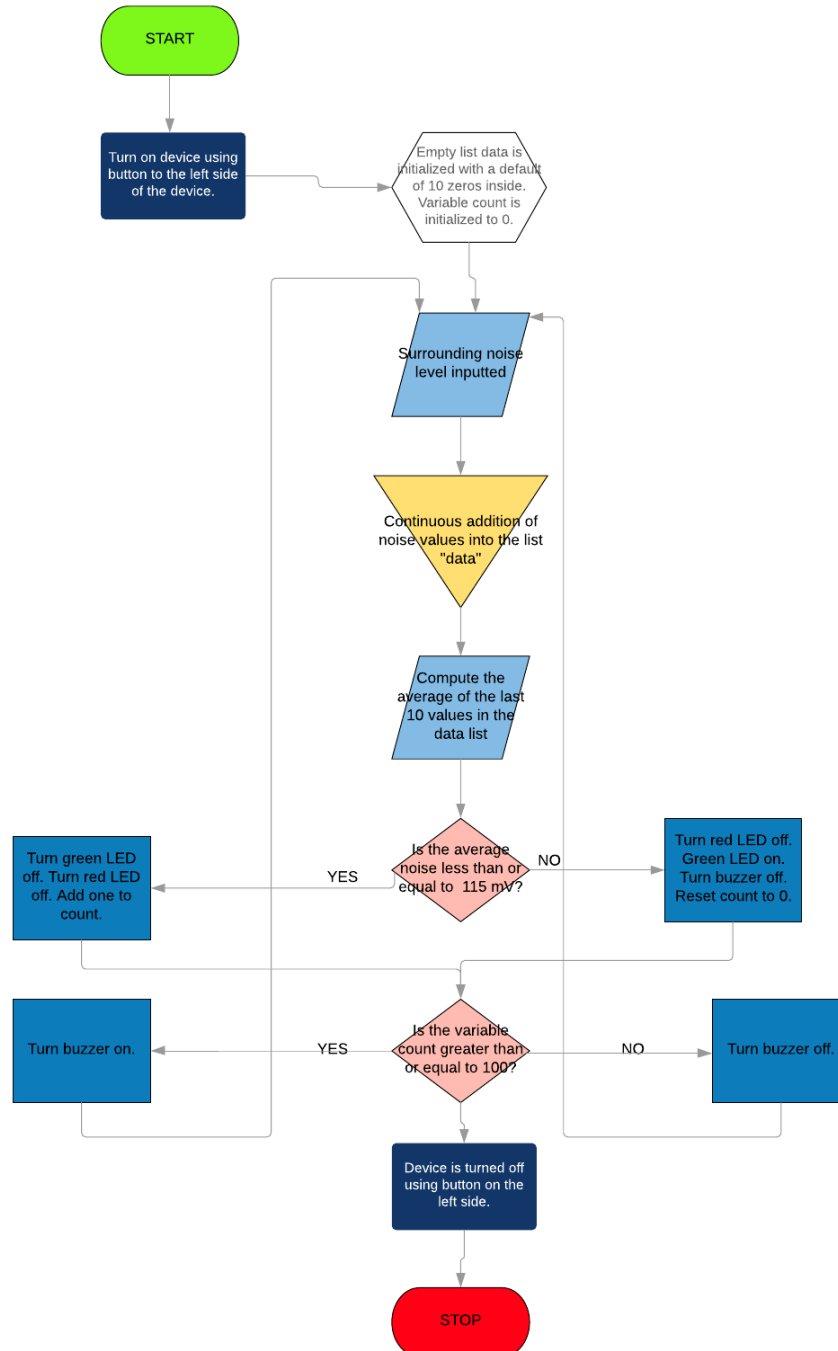 START
Turn on device using
button to the left side
of the device.
Empty list data is
initialized with a default
of 10 zeros inside.
Variable count is
initialized to 0.
Surrounding noise
level inputted
Continuous addition of
noise values into the list
"data"
Compute the
average of the last
10 values in the
data list
Is the average
noise less than or
equal to 115 mV?
YES
NO
Turn green LED
off. Turn red LED
off. Add one to
count.
Turn red LED off.
Green LED on.
Turn buzzer off.
Reset count to 0.
Is the variable
count greater than
or equal to 100?
YES
NO
Turn buzzer on.
Turn buzzer off.
Device is turned off
using button on the
left side.
STOP